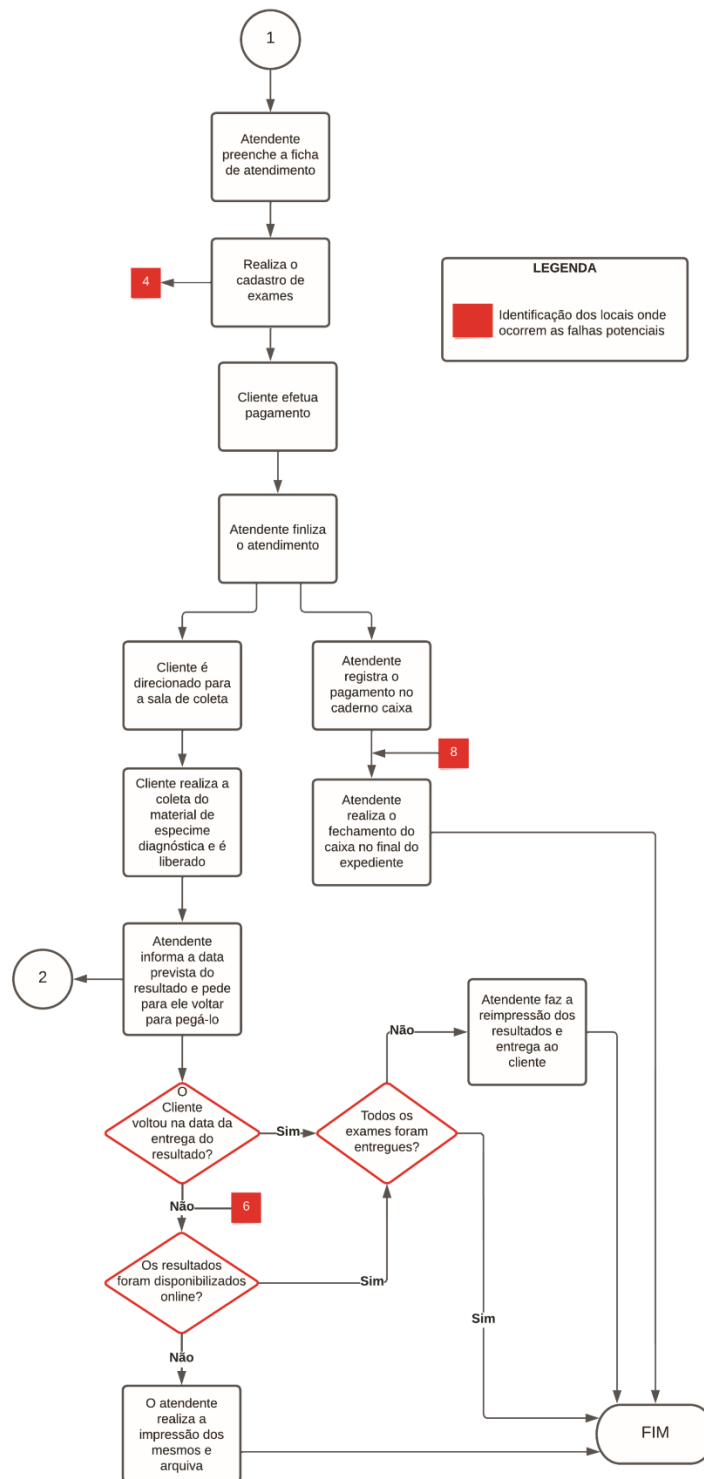 1
Atendente
preenche a ficha
de atendimento
Realiza o
cadastro de
exames
4
LEGENDA
Identificação dos locais onde
ocorrem as falhas potenciais
Cliente efetua
pagamento
Atendente finliza
o atendimento
Cliente é
direcionado para
a sala de coleta
Atendente
registra o
pagamento no
caderno caixa
8
Cliente realiza a
coleta do
material de
especime
diagnóstica e é
liberado
Atendente
realiza o
fechamento do
caixa no final do
expediente
2
Atendente
informa a data
prevista do
resultado e pede
para ele voltar
para pegá-lo
Atendente faz a
reimpressão dos
resultados e
entrega ao
cliente
Não
O
Cliente
voltou na data da
entrega do
resultado?
Sim
Todos os
exames foram
entregues?
Não
6
Os resultados
foram disponibilizados
online?
Sim
Sim
Não
O atendente
realiza a
impressão dos
mesmos e
arquiva
FIM